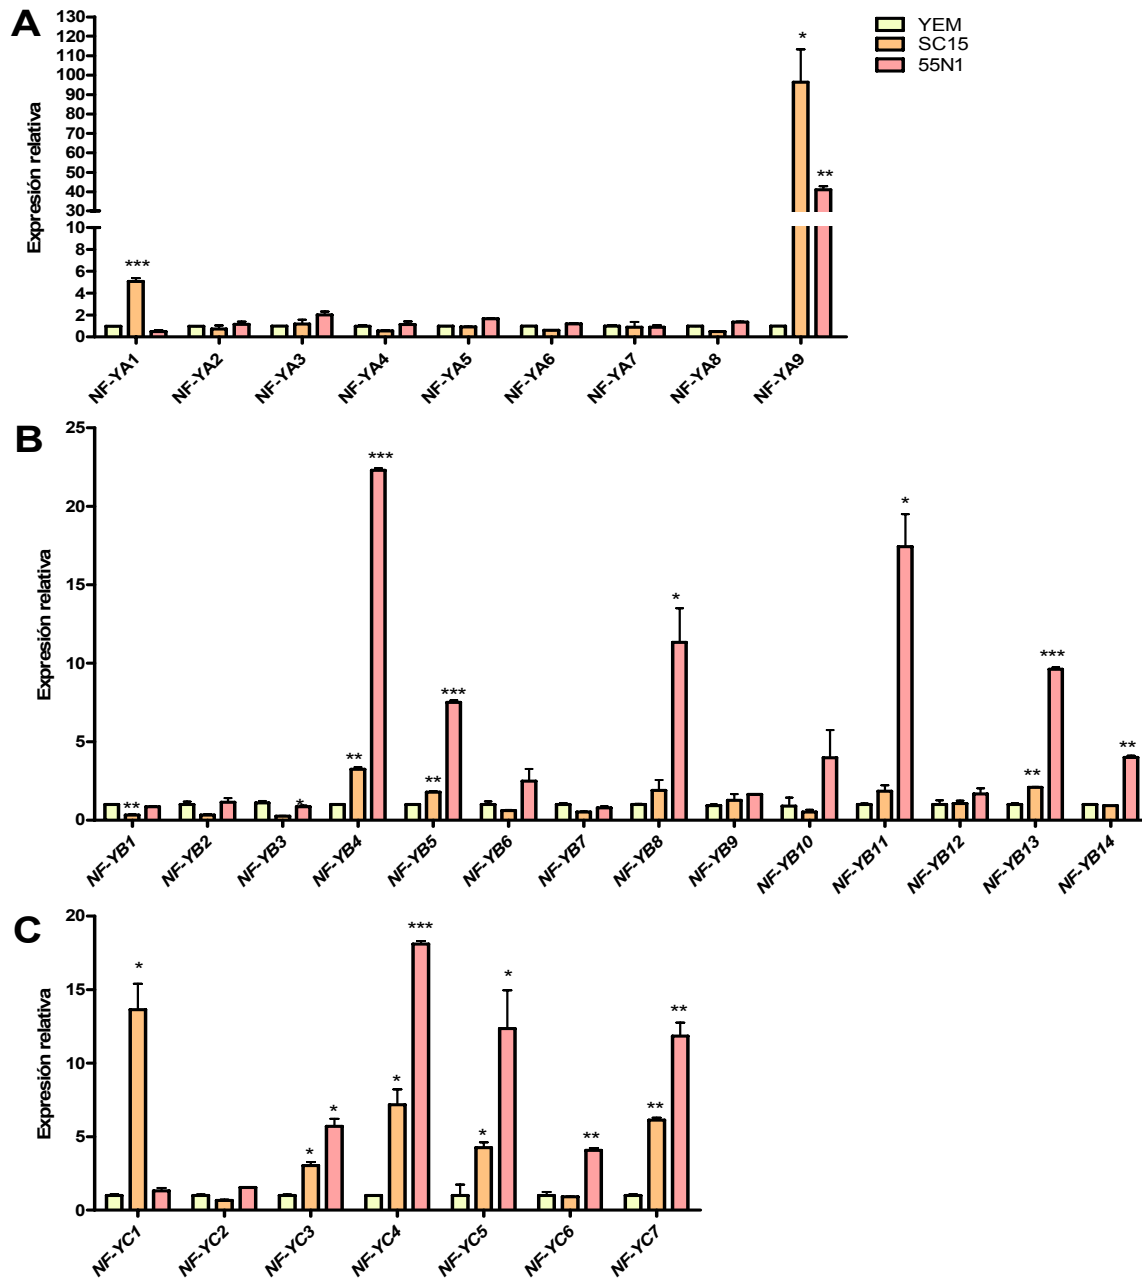 A
YEM
SC15
55N1
Expresión relativa
130
120
110
100
90
80
70
60
50
40
30
10
8
6
4
2
0
***
*
**
NF-YA1
NF-YA2
NF-YA3
NF-YA4
NF-YA5
NF-YA6
NF-YA7
NF-YA8
NF-YA9
B
Expresión relativa
25
20
15
10
5
0
**
*
**
***
**
***
*
*
**
***
**
NF-YB1
NF-YB2
NF-YB3
NF-YB4
NF-YB5
NF-YB6
NF-YB7
NF-YB8
NF-YB9
NF-YB10
NF-YB11
NF-YB12
NF-YB13
NF-YB14
C
Expresión relativa
20
15
10
5
0
*
*
*
*
***
*
*
**
**
**
NF-YC1
NF-YC2
NF-YC3
NF-YC4
NF-YC5
NF-YC6
NF-YC7